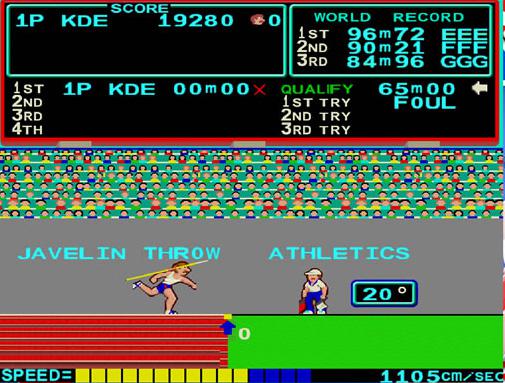 SCORE
1P KDE 19280 0
WORLD RECORD
1ST 96m72 EEE
2ND 90m21 FFF
3RD 84m96 GGG
1ST 1P KDE 00m00 X
2ND
3RD
4TH
QUALIFY 65m00
1ST TRY FOUL
2ND TRY
3RD TRY
JAVELIN THROW ATHLETICS
20°
0
SPEED= 1105CM/SEC